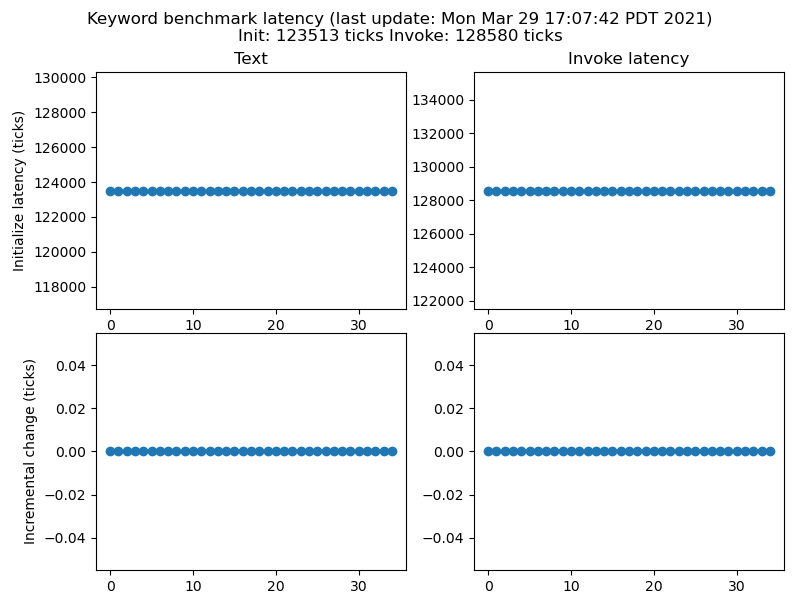 Keyword benchmark latency (last update: Mon Mar 29 17:07:42 PDT 2021)
Init: 123513 ticks Invoke: 128580 ticks
Text
Invoke latency
Initialize latency (ticks)
130000
128000
126000
124000
122000
120000
118000
0 10 20 30
134000
132000
130000
128000
126000
124000
122000
0 10 20 30
Incremental change (ticks)
0.04
0.02
0.00
−0.02
−0.04
0 10 20 30
0.04
0.02
0.00
−0.02
−0.04
0 10 20 30